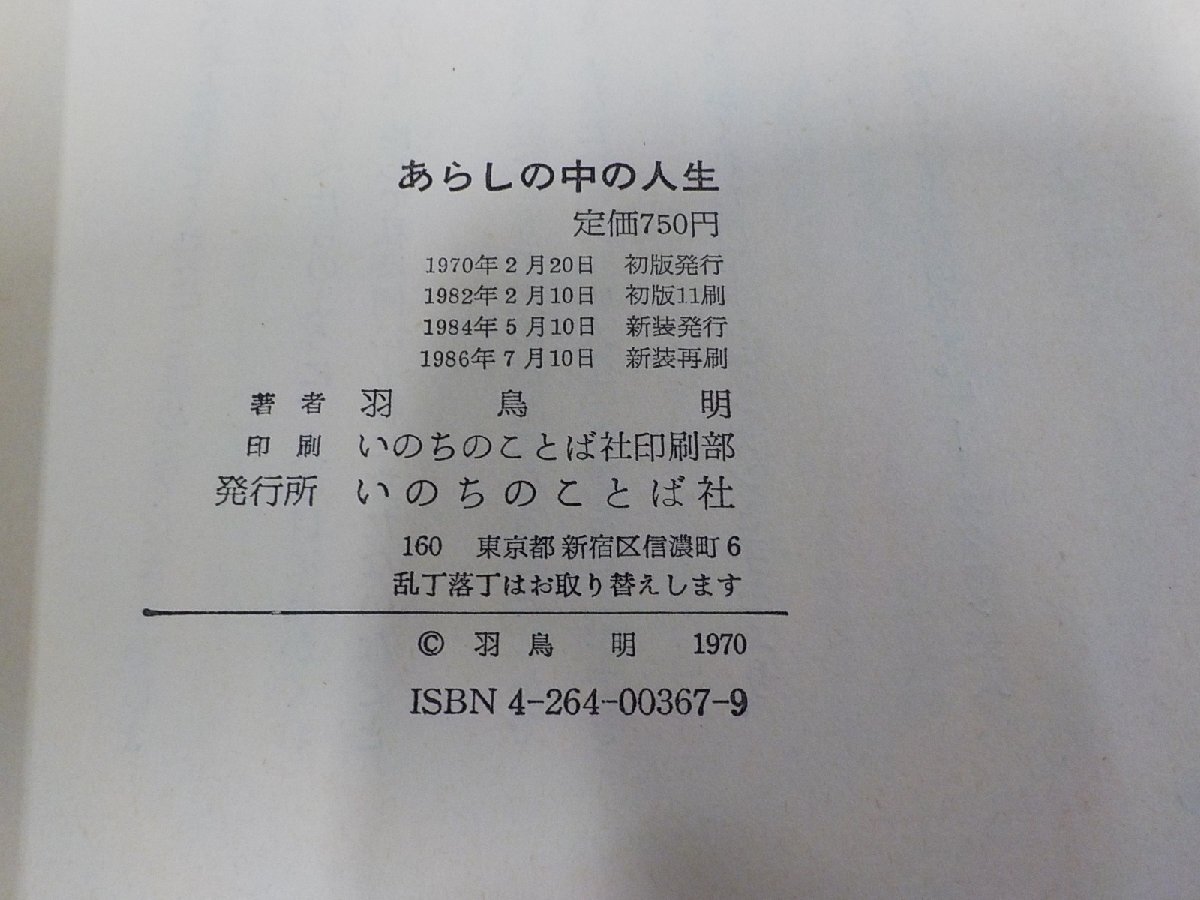 あらしの中の人生
定価750円
1970年2月20日 初版発行
1982年2月10日 初版11刷
1984年5月10日 新装発行
1986年7月10日 新装再刷
著者 羽鳥明
印刷 いのちのことば社印刷部
発行所 いのちのことば社
160 東京都新宿区信濃町6
乱丁落丁はお取り替えします
© 羽鳥 明 1970
ISBN 4-264-00367-9